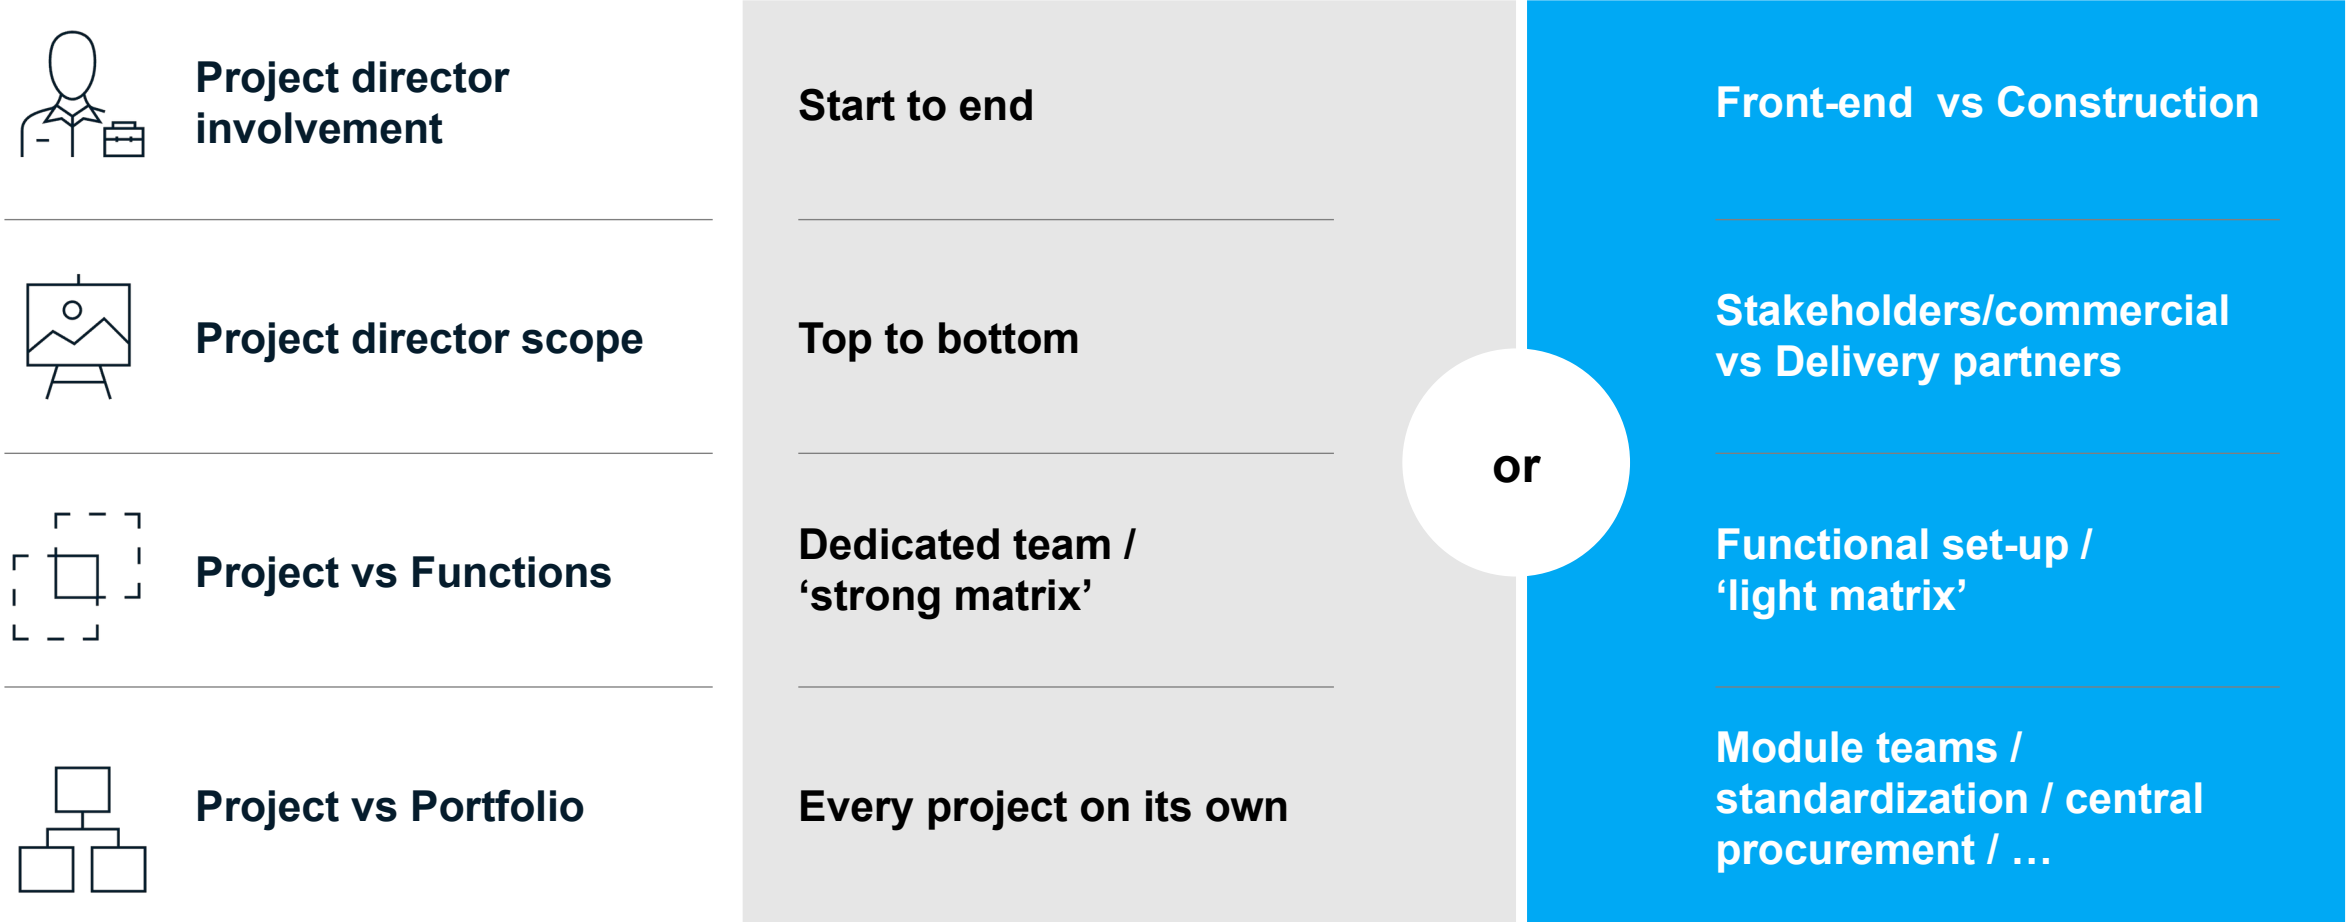 Project director
involvement
Start to end
Front-end  vs Construction
Project director scope
Top to bottom
Stakeholders/commercial
vs Delivery partners
or
Project vs Functions
Dedicated team /
‘strong matrix’
Functional set-up /
‘light matrix’
Project vs Portfolio
Every project on its own
Module teams /
standardization / central
procurement / …